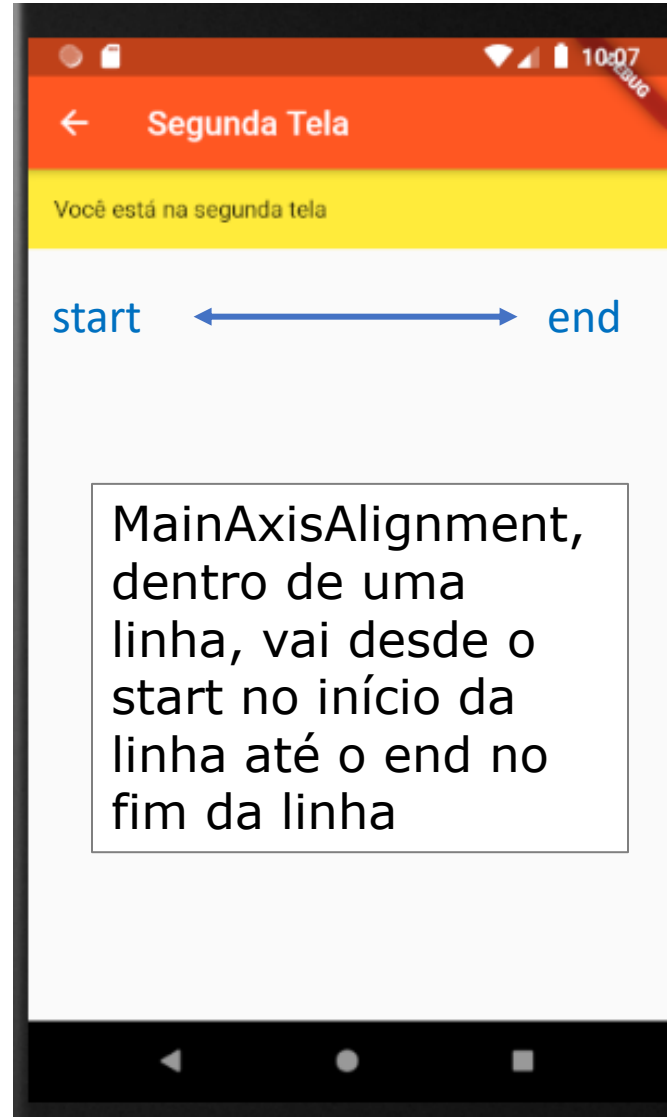 10:07
DEBUG
Segunda Tela
Você está na segunda tela
start end
MainAxisAlignment,
dentro de uma
linha, vai desde o
start no início da
linha até o end no
fim da linha